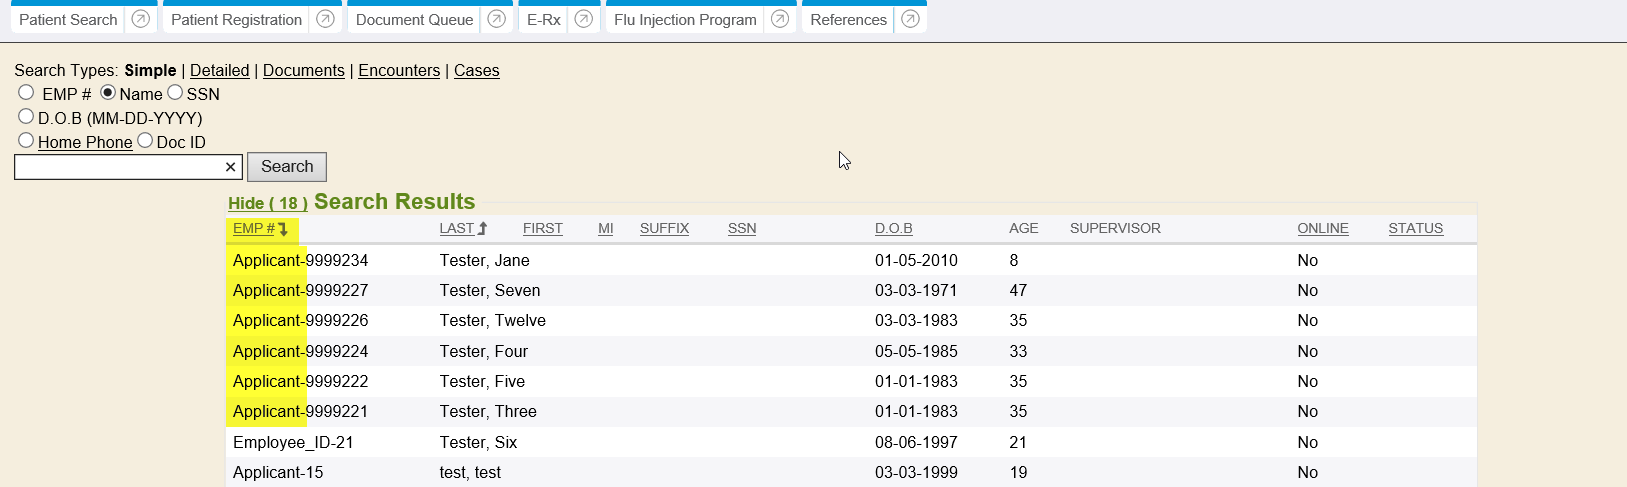 Patient Search Patient Registration Document Queue E-Rx Flu Injection Program References
Search Types: Simple | Detailed | Documents | Encounters | Cases
EMP # Name SSN
D.O.B (MM-DD-YYYY)
Home Phone Doc ID
Search
Hide ( 18 ) Search Results
EMP # LAST FIRST MI SUFFIX SSN D.O.B AGE SUPERVISOR ONLINE STATUS
Applicant-9999234 Tester, Jane 01-05-2010 8 No
Applicant-9999227 Tester, Seven 03-03-1971 47 No
Applicant-9999226 Tester, Twelve 03-03-1983 35 No
Applicant-9999224 Tester, Four 05-05-1985 33 No
Applicant-9999222 Tester, Five 01-01-1983 35 No
Applicant-9999221 Tester, Three 01-01-1983 35 No
Employee_ID-21 Tester, Six 08-06-1997 21 No
Applicant-15 test, test 03-03-1999 19 No